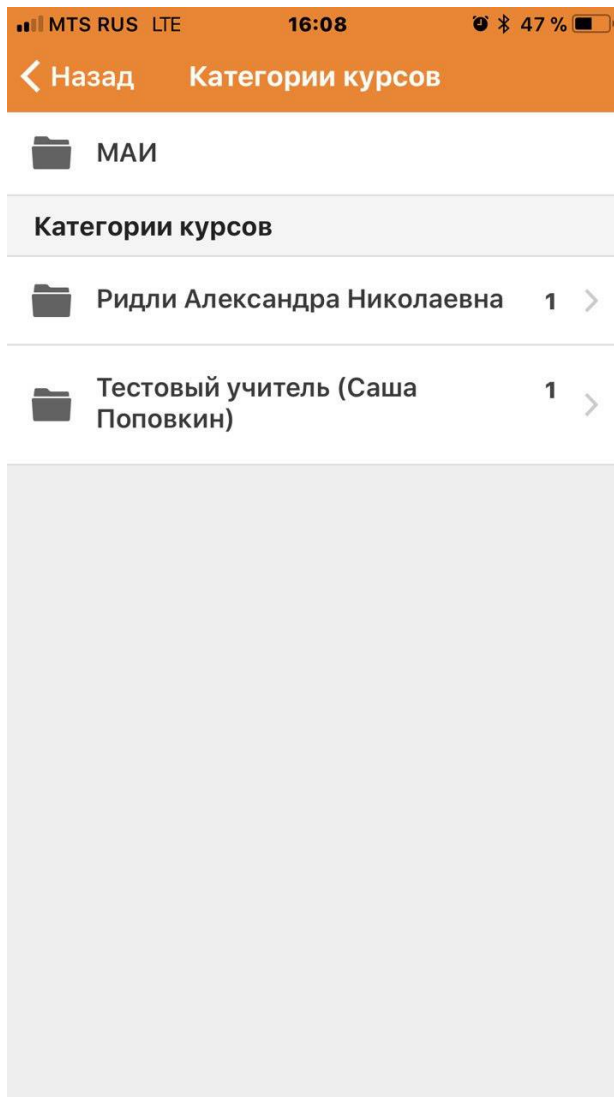 MTS RUS LTE 16:08 47 %
Назад Категории курсов
МАИ
Категории курсов
Ридли Александра Николаевна 1
Тестовый учитель (Саша 1
Поповкин)